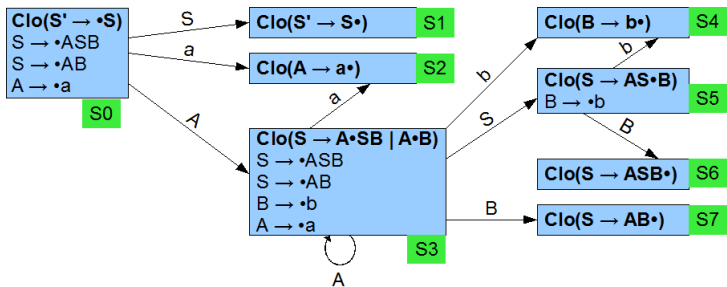 Clo(S' → •S)
S → •ASB
S → •AB
A → •a
S0
S
a
A
Clo(S' → S•)
S1
Clo(A → a•)
S2
a
Clo(S → A•SB | A•B)
S → •ASB
S → •AB
B → •b
A → •a
S3
A
b
S
B
Clo(B → b•)
S4
b
Clo(S → AS•B)
B → •b
S5
B
Clo(S → ASB•)
S6
Clo(S → AB•)
S7